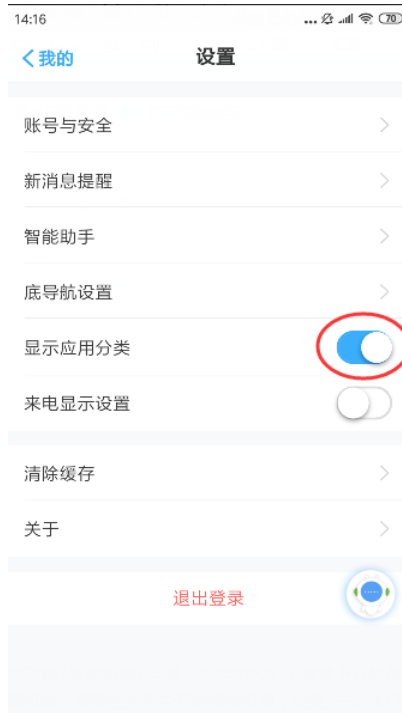 14:16
... 70
我的
设置
账号与安全
新消息提醒
智能助手
底导航设置
显示应用分类
来电显示设置
清除缓存
关于
退出登录